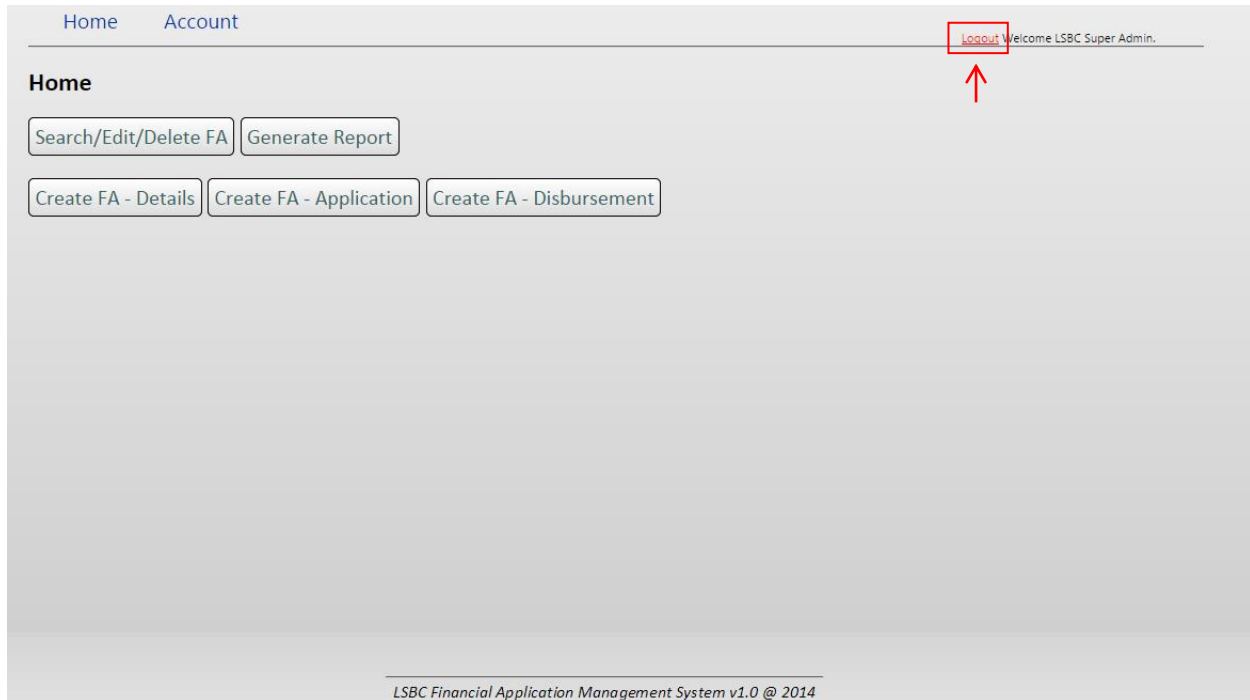 Home Account
Logout Welcome LSBC Super Admin.
Home
Search/Edit/Delete FA Generate Report
Create FA - Details Create FA - Application Create FA - Disbursement
LSBC Financial Application Management System v1.0 @ 2014